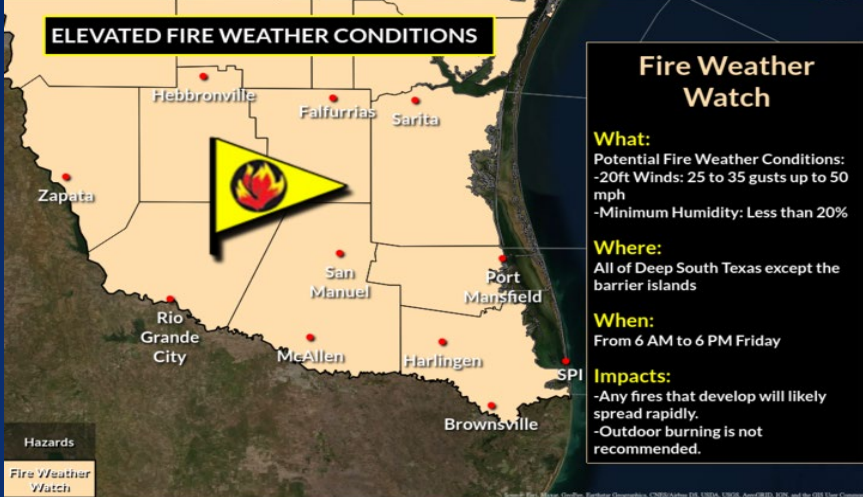 ELEVATED FIRE WEATHER CONDITIONS
Hebbronville
Falfurrias
Sarita
Zapata
San
Manuel
Port
Mansfield
Rio
Grande
City
McAllen
Harlingen
SPI
Brownsville
Hazards
Fire Weather
Watch
Fire Weather
Watch
What:
Potential Fire Weather Conditions:
-20ft Winds: 25 to 35 gusts up to 50
mph
-Minimum Humidity: Less than 20%
Where:
All of Deep South Texas except the
barrier islands
When:
From 6 AM to 6 PM Friday
Impacts:
-Any fires that develop will likely
spread rapidly.
-Outdoor burning is not
recommended.